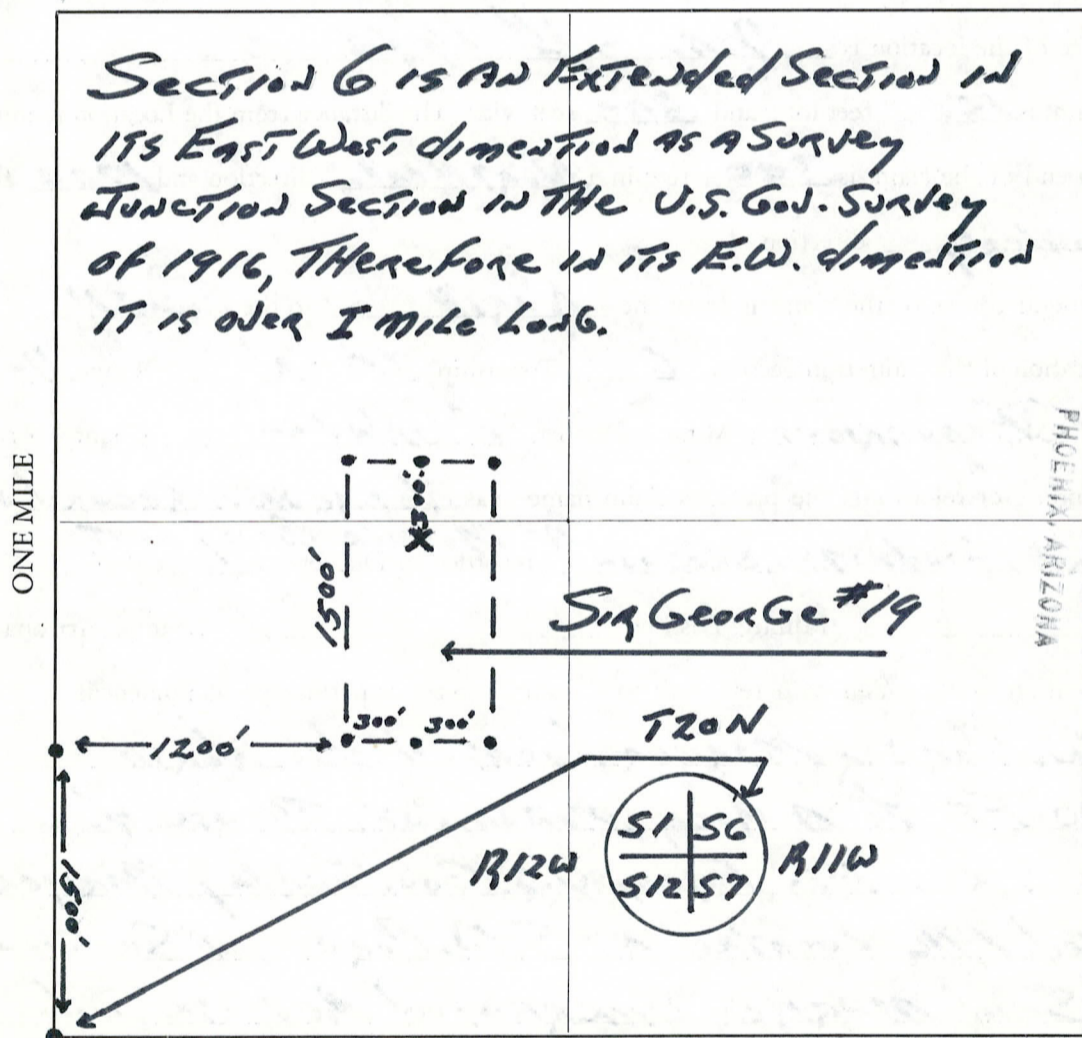 SECTION 6 IS AN EXTENDED SECTION IN
ITS EAST WEST DIMENTION AS A SURVEY
JUNCTION SECTION IN THE U.S. GOV. SURVEY
OF 1916, THEREFORE IN ITS E.W. DIMENTION
IT IS OVER 1 MILE LONG.
ONE MILE
PHOENIX, ARIZONA
X300'
1500'
SIR GEORGE #19
300' 300'
1200'
T20N
S1 S6
R12W R11W
S12 S7
1500'